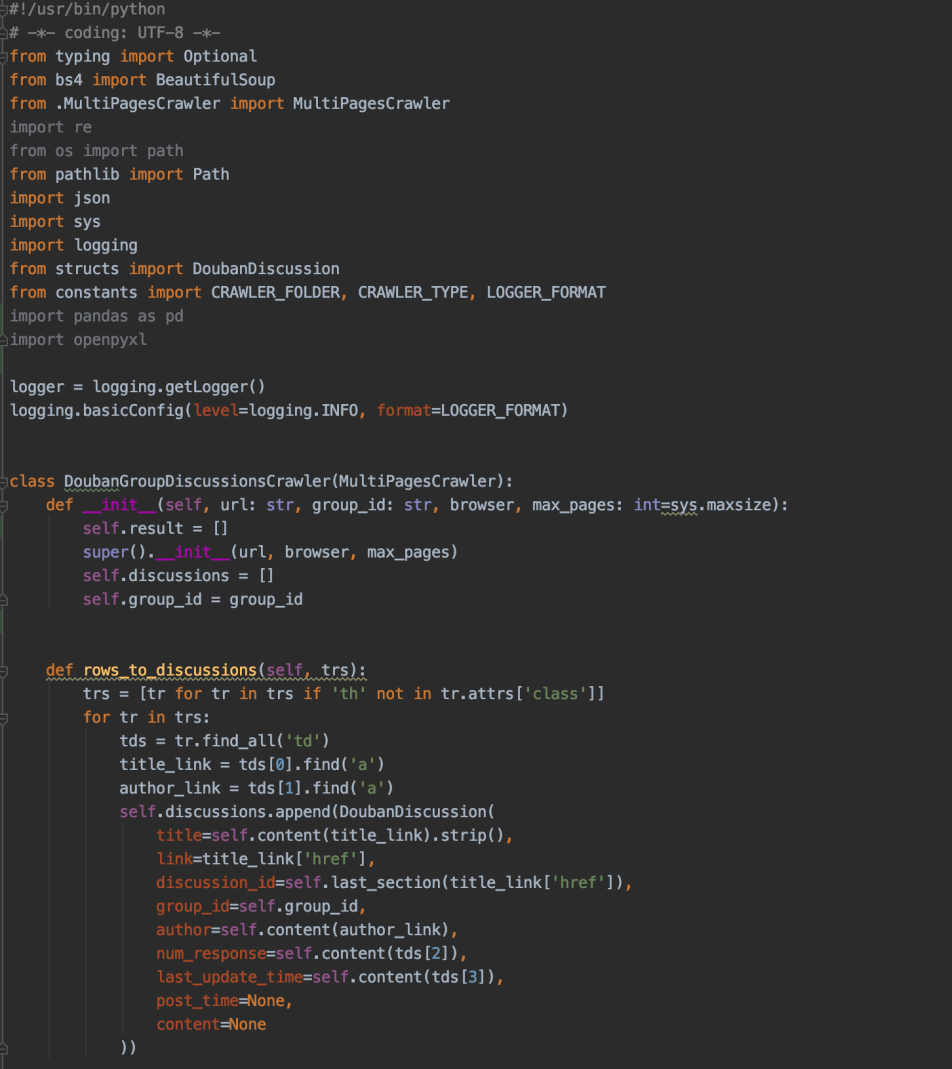 #!/usr/bin/python
# -*- coding: UTF-8 -*-
from typing import Optional
from bs4 import BeautifulSoup
from .MultiPagesCrawler import MultiPagesCrawler
import re
from os import path
from pathlib import Path
import json
import sys
import logging
from structs import DoubanDiscussion
from constants import CRAWLER_FOLDER, CRAWLER_TYPE, LOGGER_FORMAT
import pandas as pd
import openpyxl

logger = logging.getLogger()
logging.basicConfig(level=logging.INFO, format=LOGGER_FORMAT)


class DoubanGroupDiscussionsCrawler(MultiPagesCrawler):
    def __init__(self, url: str, group_id: str, browser, max_pages: int=sys.maxsize):
        self.result = []
        super().__init__(url, browser, max_pages)
        self.discussions = []
        self.group_id = group_id


    def rows_to_discussions(self, trs):
        trs = [tr for tr in trs if 'th' not in tr.attrs['class']]
        for tr in trs:
            tds = tr.find_all('td')
            title_link = tds[0].find('a')
            author_link = tds[1].find('a')
            self.discussions.append(DoubanDiscussion(
                title=self.content(title_link).strip(),
                link=title_link['href'],
                discussion_id=self.last_section(title_link['href']),
                group_id=self.group_id,
                author=self.content(author_link),
                num_response=self.content(tds[2]),
                last_update_time=self.content(tds[3]),
                post_time=None,
                content=None
            ))